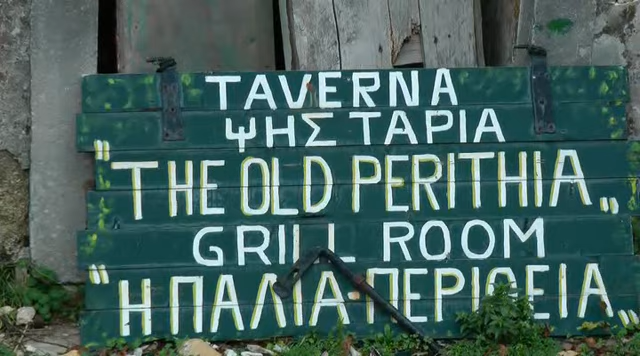 TAVERNA
ΨΗΣΤΑΡΙΑ
"THE OLD PERITHIA"
GRILL ROOM
"Η ΠΑΛΙΑ·ΠΕΡΙΘΕΙΑ"